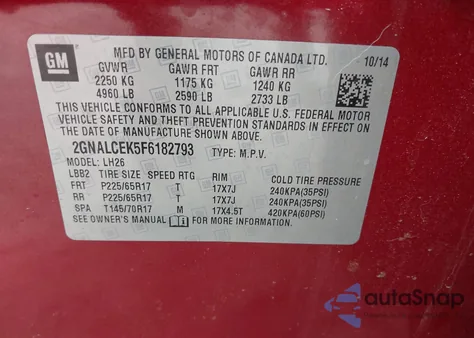 GM
MFD BY GENERAL MOTORS OF CANADA LTD. 10/14
GVWR GAWR FRT GAWR RR
2250 KG 1175 KG 1240 KG
4960 LB 2590 LB 2733 LB
THIS VEHICLE CONFORMS TO ALL APPLICABLE U.S. FEDERAL MOTOR
VEHICLE SAFETY AND THEFT PREVENTION STANDARDS IN EFFECT ON THE
DATE OF MANUFACTURE SHOWN ABOVE.
2GNALCEK5F6182793 TYPE: M.P.V.
MODEL: LH26
LBB2 TIRE SIZE SPEED RTG RIM COLD TIRE PRESSURE
FRT P225/65R17 T 17X7J 240KPA(35PSI)
RR P225/65R17 T 17X7J 240KPA(35PSI)
SPA T145/70R17 M 17X4.5T 420KPA(60PSI)
SEE OWNER'S MANUAL FOR MORE INFORMATION.
autoSnap